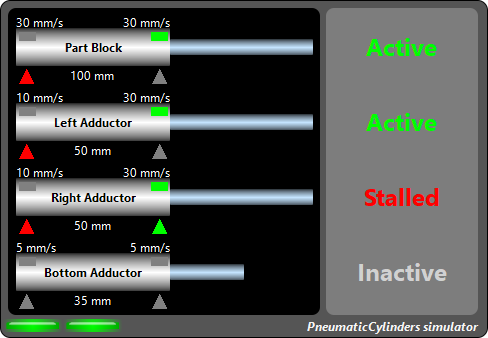 30 mm/s 30 mm/s
Part Block Active
100 mm
10 mm/s 30 mm/s
Left Adductor Active
50 mm
10 mm/s 30 mm/s
Right Adductor Stalled
50 mm
5 mm/s 5 mm/s
Bottom Adductor Inactive
35 mm
PneumaticCylinders simulator